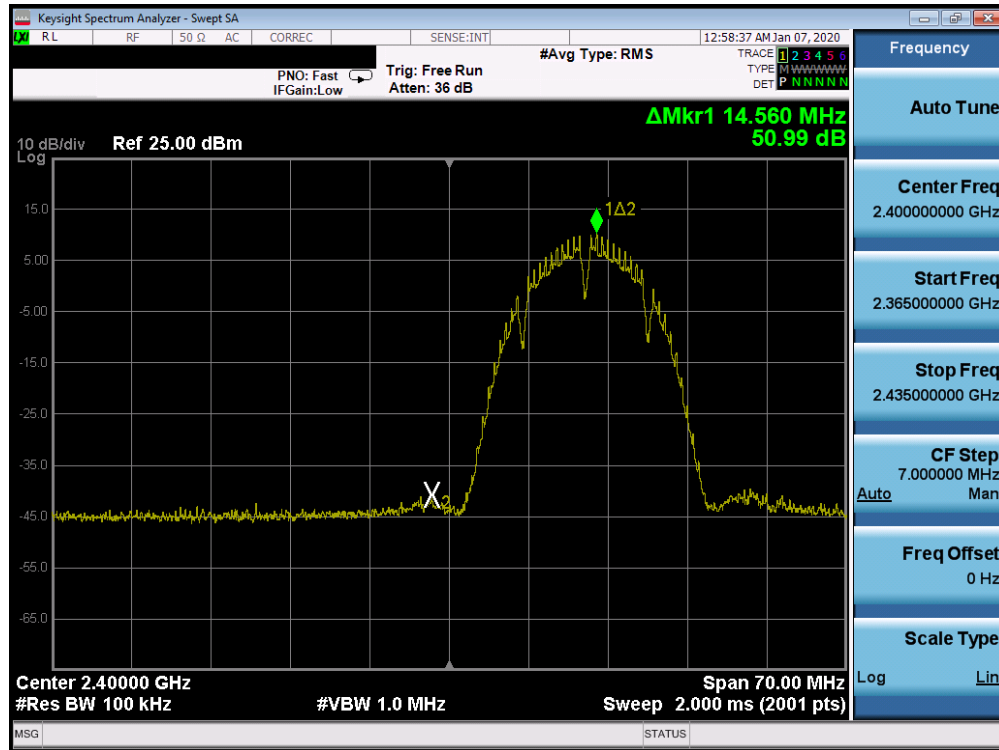 Keysight Spectrum Analyzer - Swept SA
LXI RL RF 50 Ω AC CORREC SENSE:INT 12:58:37 AM Jan 07, 2020
#Avg Type: RMS
TRACE 1 2 3 4 5 6
TYPE M W W W W W
DET P N N N N N
PNO: Fast
IFGain:Low
Trig: Free Run
Atten: 36 dB
ΔMkr1 14.560 MHz
50.99 dB
10 dB/div
Log
Ref 25.00 dBm
15.0
5.00
-5.00
-15.0
-25.0
-35.0
-45.0
-55.0
-65.0
1Δ2
X2
Center 2.40000 GHz
Span 70.00 MHz
#Res BW 100 kHz
#VBW 1.0 MHz
Sweep 2.000 ms (2001 pts)
MSG
STATUS
Frequency
Auto Tune
Center Freq
2.400000000 GHz
Start Freq
2.365000000 GHz
Stop Freq
2.435000000 GHz
CF Step
7.000000 MHz
Auto Man
Freq Offset
0 Hz
Scale Type
Log Lin